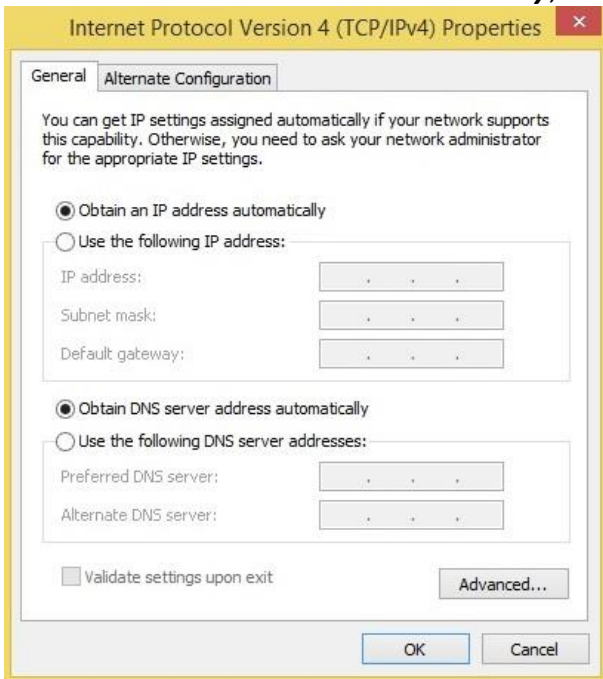 Internet Protocol Version 4 (TCP/IPv4) Properties
General
Alternate Configuration
You can get IP settings assigned automatically if your network supports
this capability. Otherwise, you need to ask your network administrator
for the appropriate IP settings.
Obtain an IP address automatically
Use the following IP address:
IP address:
Subnet mask:
Default gateway:
Obtain DNS server address automatically
Use the following DNS server addresses:
Preferred DNS server:
Alternate DNS server:
Validate settings upon exit
Advanced...
OK
Cancel